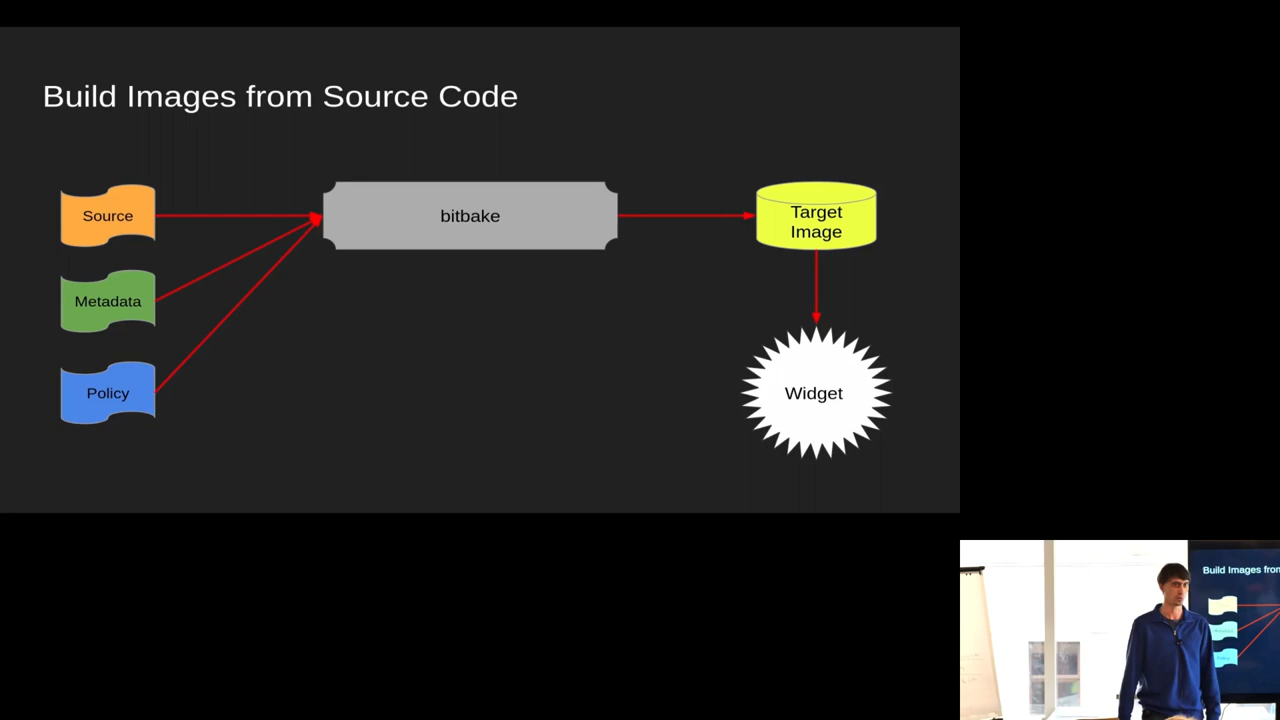 Build Images from Source Code
Source
bitbake
Target
Image
Metadata
Policy
Widget
Build Images from